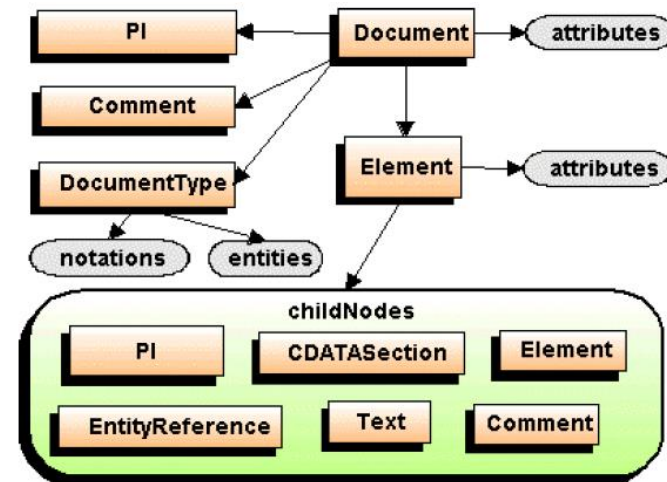 PI
Document
attributes
Comment
DocumentType
Element
attributes
notations
entities
childNodes
PI
CDATASection
Element
EntityReference
Text
Comment